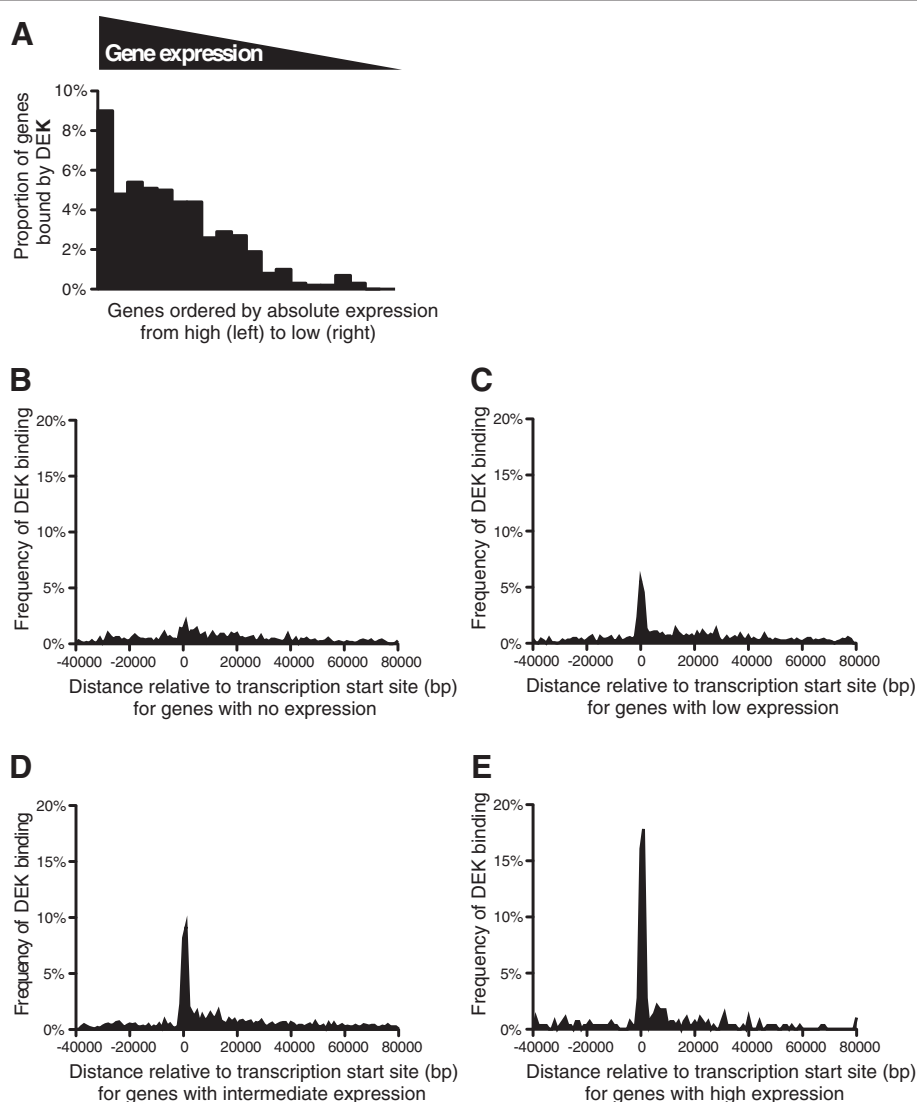 A
Gene expression
10%
8%
6%
4%
2%
0%
Proportion of genes
bound by DEK
Genes ordered by absolute expression
from high (left) to low (right)
B
Frequency of DEK binding
20%
15%
10%
5%
0%
-40000 -20000 0 20000 40000 60000 80000
Distance relative to transcription start site (bp)
for genes with no expression
C
Frequency of DEK binding
20%
15%
10%
5%
0%
-40000 -20000 0 20000 40000 60000 80000
Distance relative to transcription start site (bp)
for genes with low expression
D
Frequency of DEK binding
20%
15%
10%
5%
0%
-40000 -20000 0 20000 40000 60000 80000
Distance relative to transcription start site (bp)
for genes with intermediate expression
E
Frequency of DEK binding
20%
15%
10%
5%
0%
-40000 -20000 0 20000 40000 60000 80000
Distance relative to transcription start site (bp)
for genes with high expression